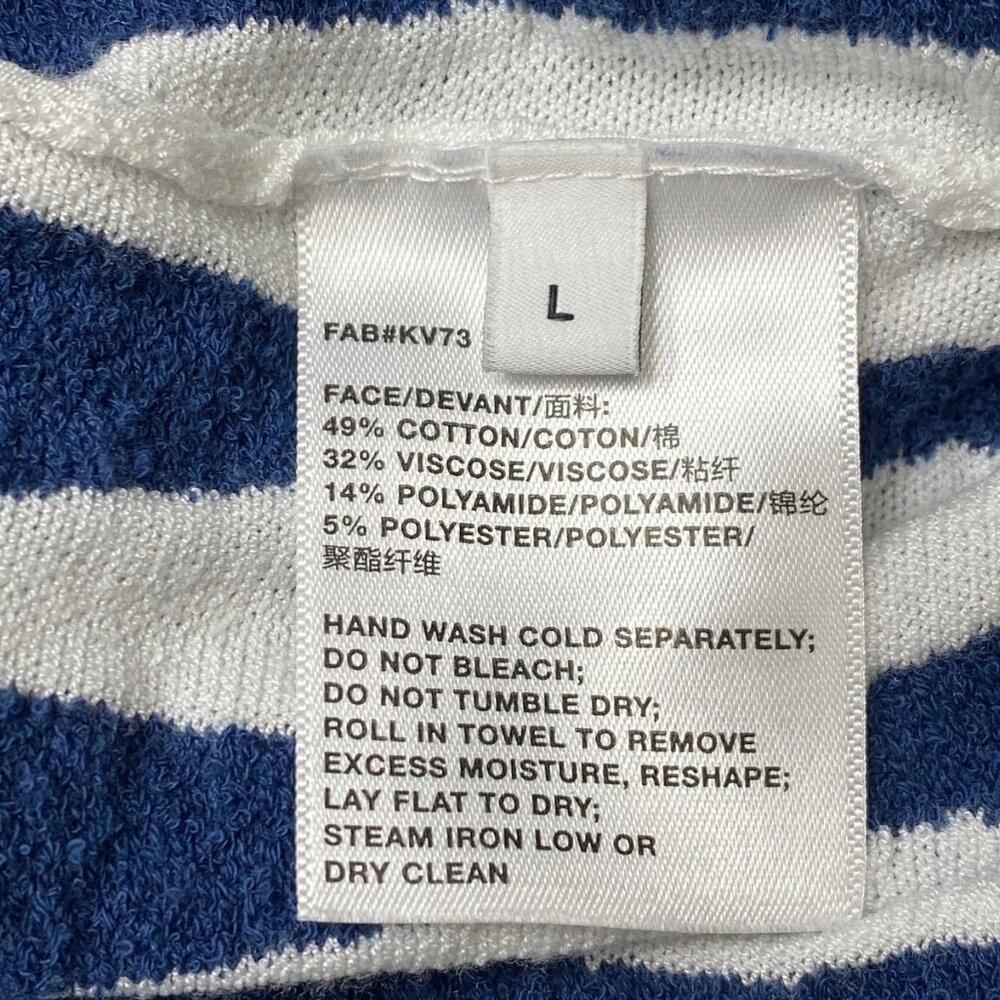 L
FAB#KV73
FACE/DEVANT/面料:
49% COTTON/COTON/棉
32% VISCOSE/VISCOSE/粘纤
14% POLYAMIDE/POLYAMIDE/锦纶
5% POLYESTER/POLYESTER/
聚酯纤维
HAND WASH COLD SEPARATELY;
DO NOT BLEACH;
DO NOT TUMBLE DRY;
ROLL IN TOWEL TO REMOVE
EXCESS MOISTURE, RESHAPE;
LAY FLAT TO DRY;
STEAM IRON LOW OR
DRY CLEAN